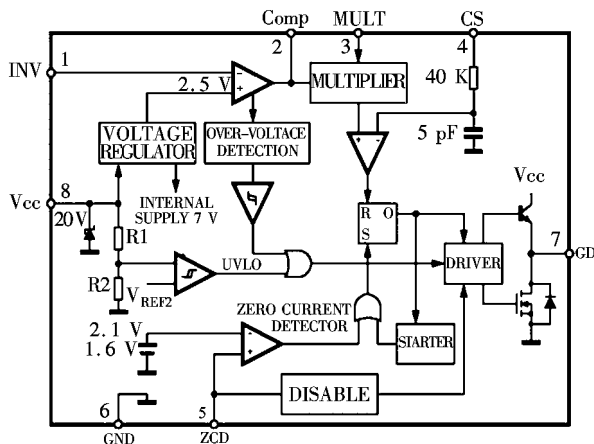 Comp MULT CS
1 2 3 4
INV
2.5 V
- +
MULTIPLIER
40 K
5 pF
VOLTAGE
REGULATOR
OVER-VOLTACE
DETECTION
+ -
Vcc 8
20V
INTERNAL
SUPPLY 7 V
R1
R2
V REF2
UVLO
R O
S
Vcc
7
GD
DRIVER
ZERO CURRENT
DETECTOR
2.1 V
1.6 V
- +
STARTER
DISABLE
6 5
GND ZCD